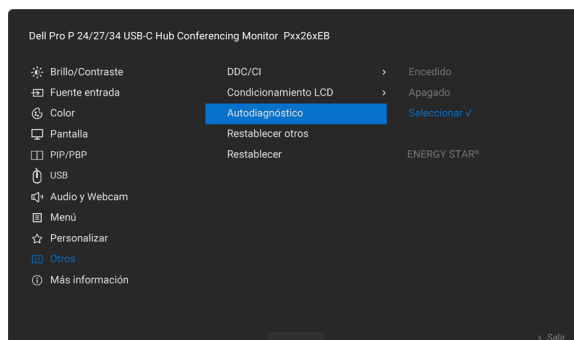 Dell Pro P 24/27/34 USB-C Hub Conferencing Monitor Pxx26xEB
Brillo/Contraste DDC/CI › Encedido
Fuente entrada Condicionamiento LCD › Apagado
Color Autodiagnóstico Seleccionar √
Pantalla Restablecer otros
PIP/PBP Restablecer ENERGY STAR®
USB
Audio y Webcam
Menú
Personalizar
Otros
Más información
‹ Salir